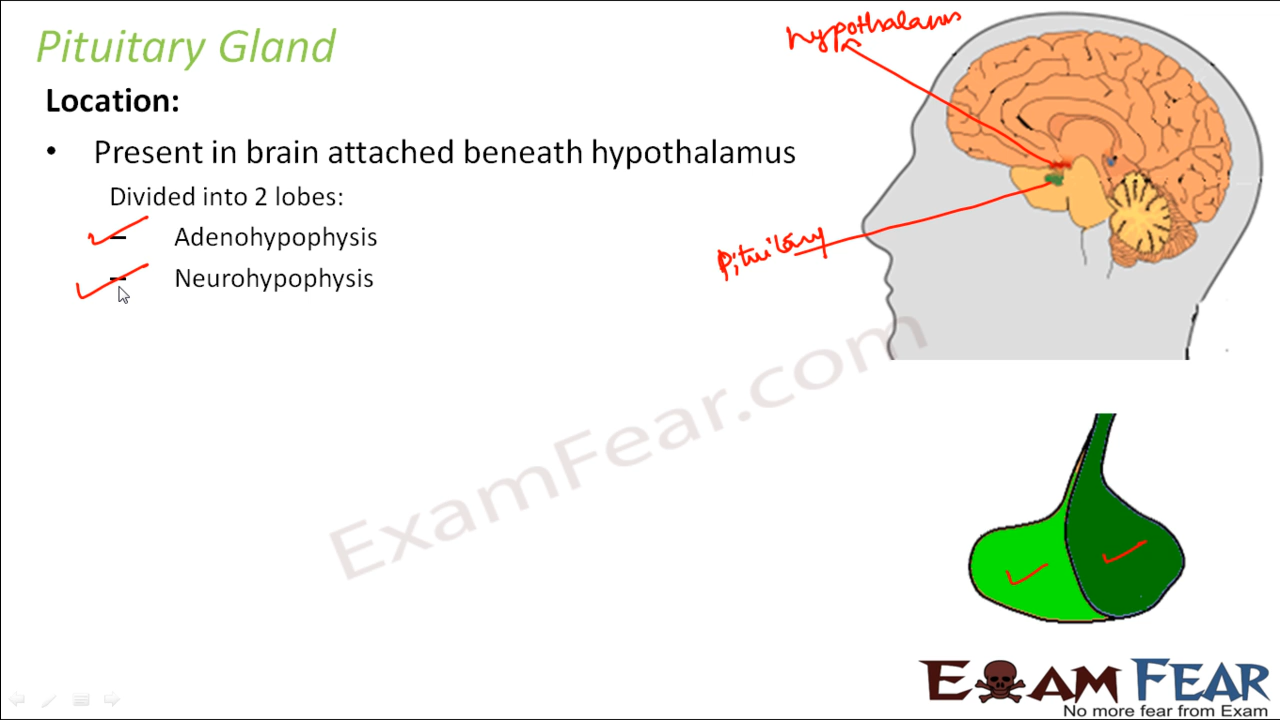 Pituitary Gland
hypothalamus
Location:
• Present in brain attached beneath hypothalamus
Divided into 2 lobes:
– Adenohypophysis
Pituitary
– Neurohypophysis
ExamFear.com
EXAM FEAR
No more fear from Exam